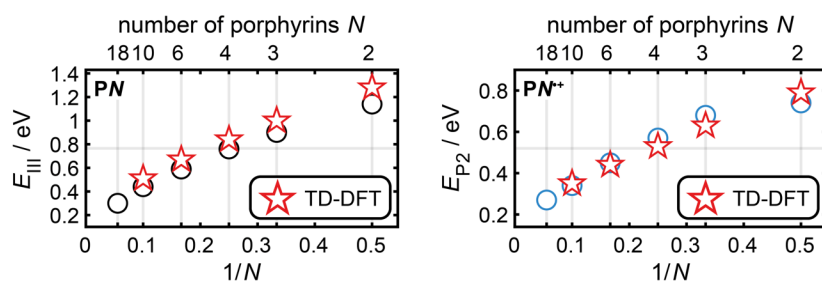 number of porphyrins N
18 10 6 4 3 2
PN
1.4
1.2
1
0.8
0.6
0.4
0.2
E_III / eV
TD-DFT
0 0.1 0.2 0.3 0.4 0.5
1/N
number of porphyrins N
18 10 6 4 3 2
PN•+
0.8
0.6
0.4
0.2
E_P2 / eV
TD-DFT
0 0.1 0.2 0.3 0.4 0.5
1/N